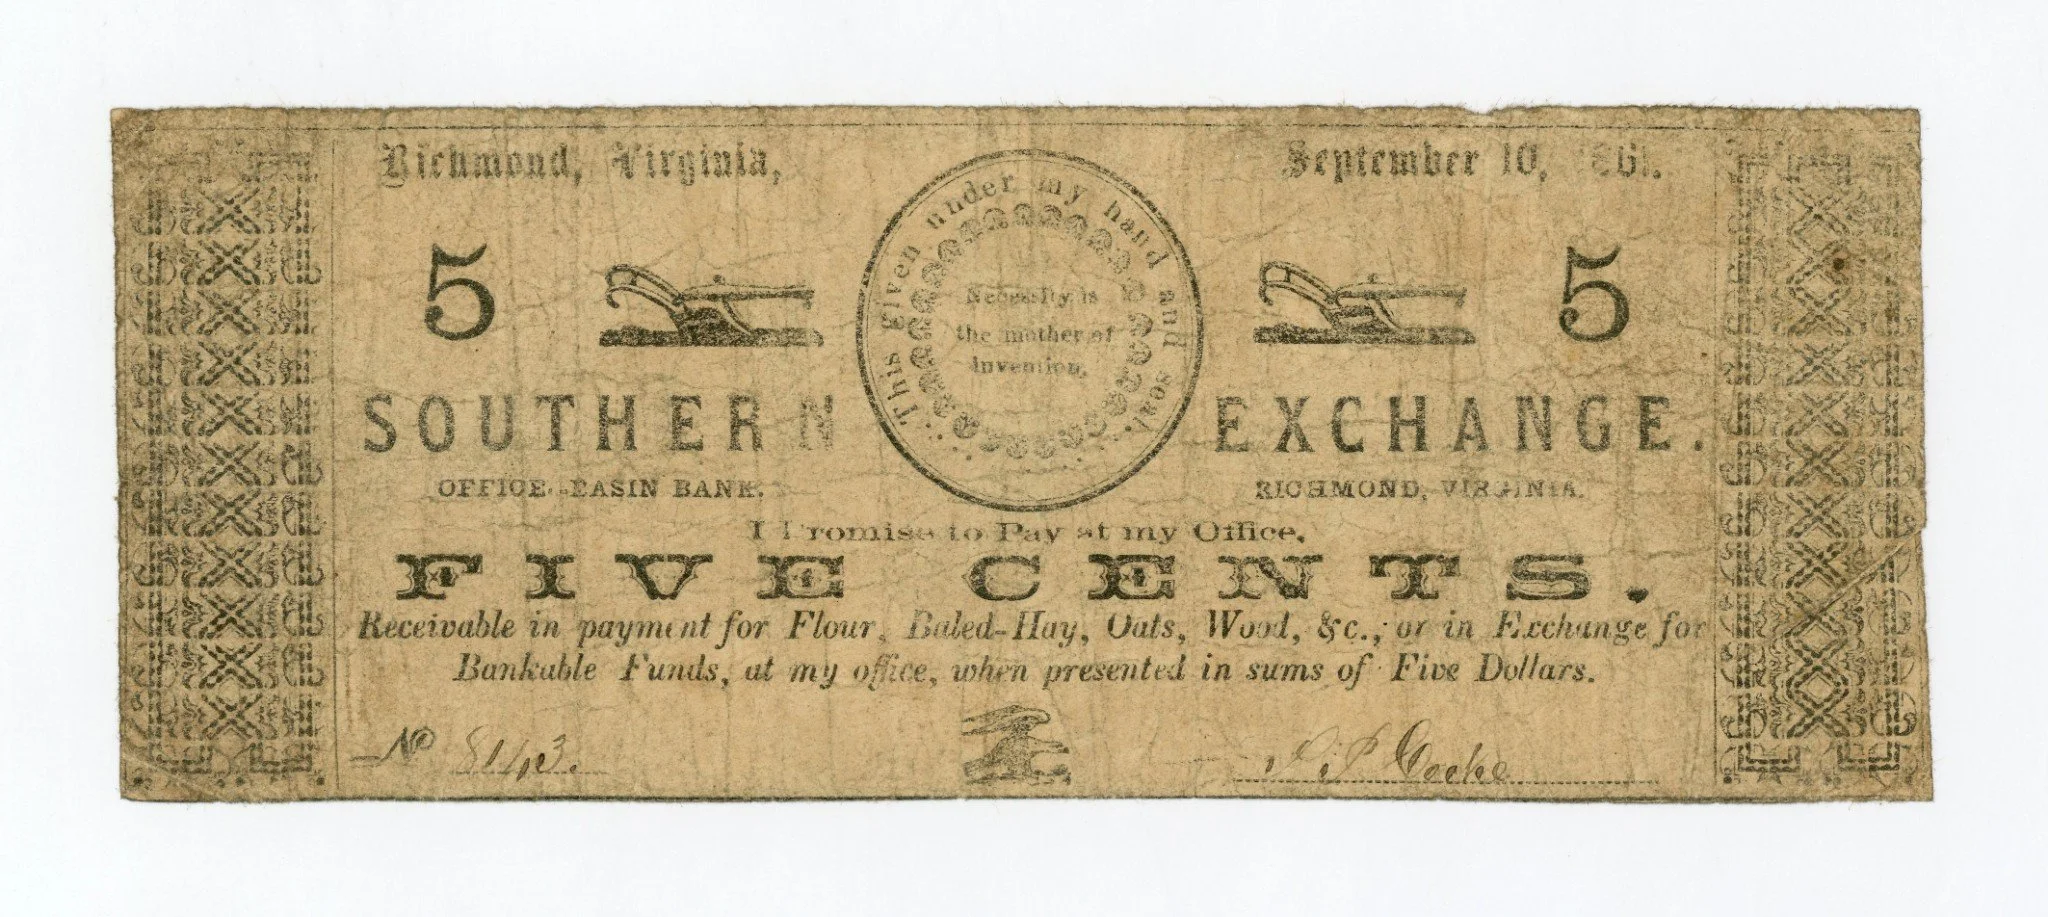 Richmond, Virginia,
September 10, 1861.
This given under my hand and seal
Necessity is
the mother of
Invention.
5
5
SOUTHERN EXCHANGE.
OFFICE--BASIN BANK.
RICHMOND, VIRGINIA.
I Promise to Pay at my Office,
FIVE CENTS.
Receivable in payment for Flour, Baled-Hay, Oats, Wood, &c., or in Exchange for
Bankable Funds, at my office, when presented in sums of Five Dollars.
No 8143.
Cocke